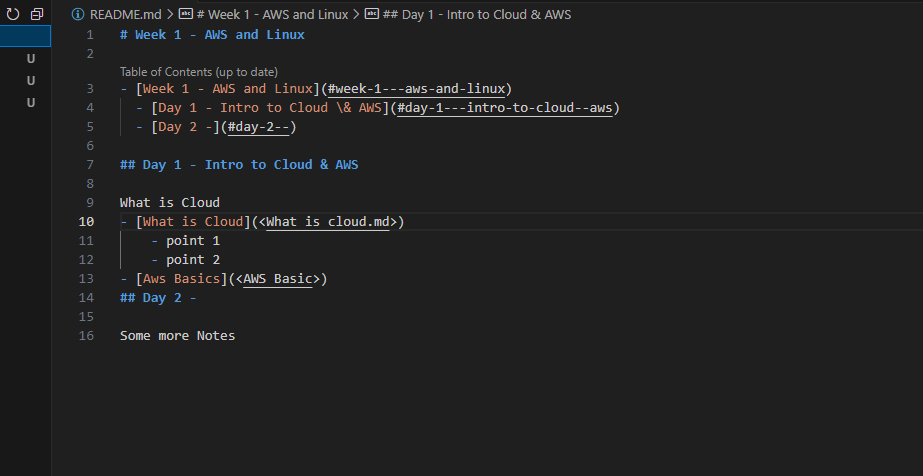 README.md > # Week 1 - AWS and Linux > ## Day 1 - Intro to Cloud & AWS
1 # Week 1 - AWS and Linux
2
Table of Contents (up to date)
3 - [Week 1 - AWS and Linux](#week-1---aws-and-linux)
4 - [Day 1 - Intro to Cloud \& AWS](#day-1---intro-to-cloud--aws)
5 - [Day 2 -](#day-2--)
6
7 ## Day 1 - Intro to Cloud & AWS
8
9 What is Cloud
10 - [What is Cloud](<What is cloud.md>)
11 - point 1
12 - point 2
13 - [Aws Basics](<AWS Basic>)
14 ## Day 2 -
15
16 Some more Notes
U
U
U